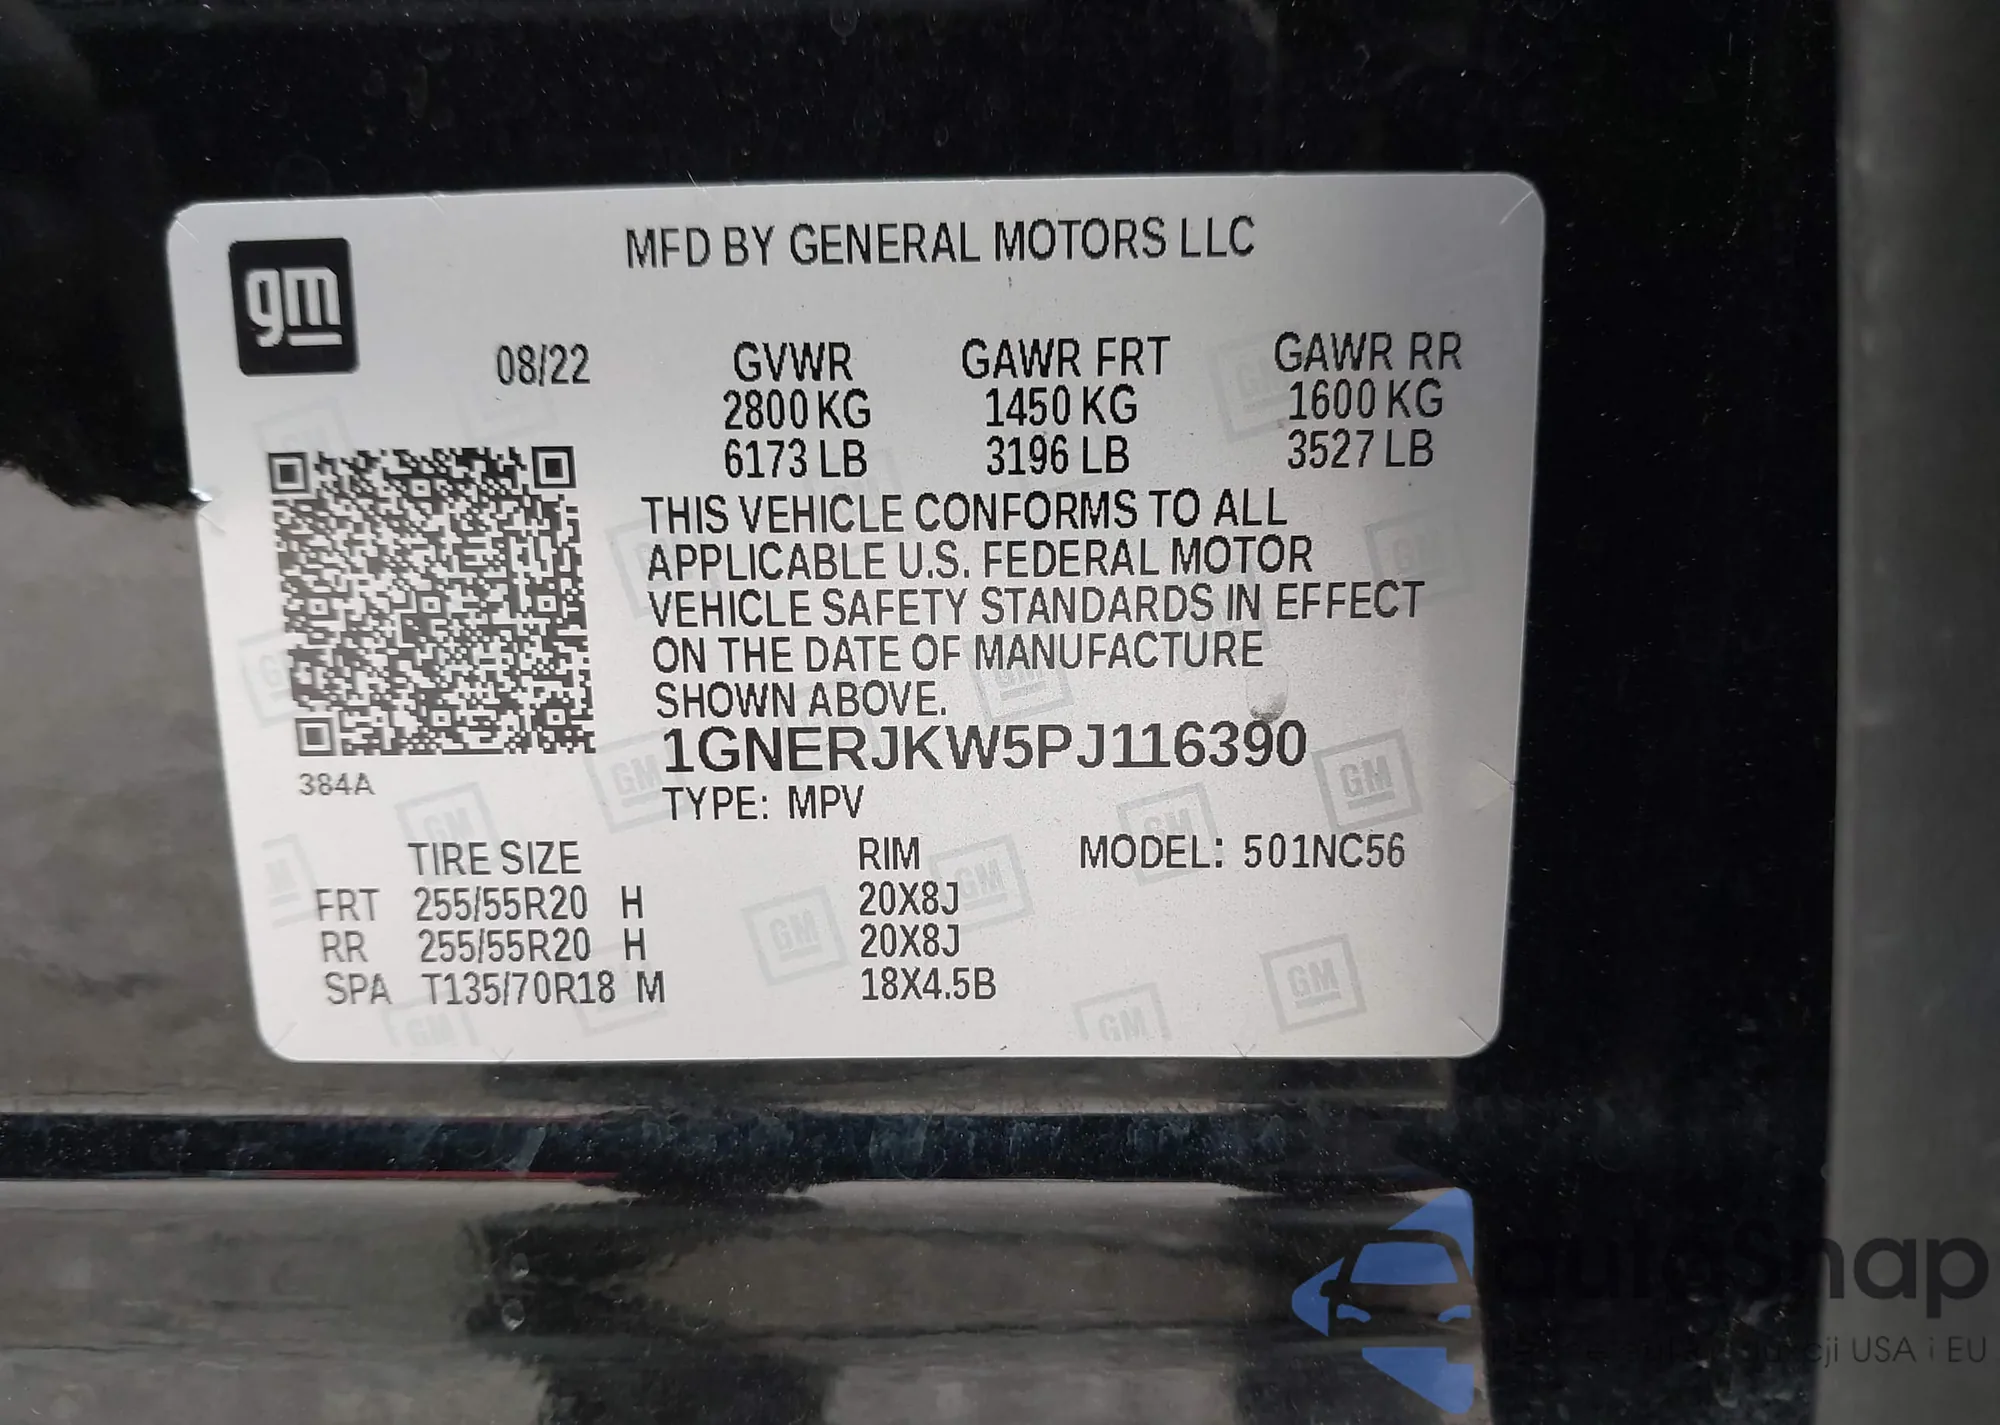 MFD BY GENERAL MOTORS LLC
gm
08/22 GVWR GAWR FRT GAWR RR
2800 KG 1450 KG 1600 KG
6173 LB 3196 LB 3527 LB
THIS VEHICLE CONFORMS TO ALL
APPLICABLE U.S. FEDERAL MOTOR
VEHICLE SAFETY STANDARDS IN EFFECT
ON THE DATE OF MANUFACTURE
SHOWN ABOVE.
1GNERJKW5PJ116390
384A
TYPE: MPV
TIRE SIZE RIM MODEL: 501NC56
FRT 255/55R20 H 20X8J
RR 255/55R20 H 20X8J
SPA T135/70R18 M 18X4.5B
autoSnap
USA i EU